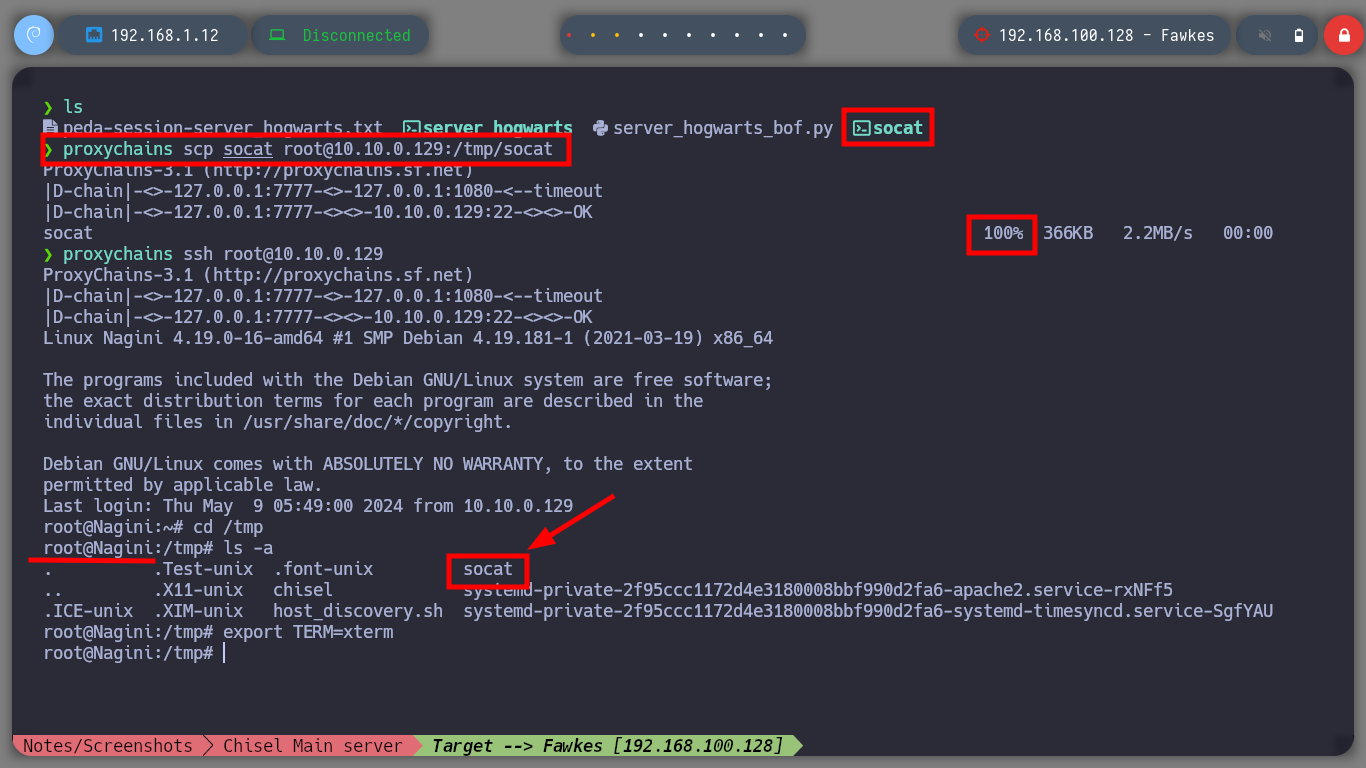 192.168.1.12 Disconnected 192.168.100.128 - Fawkes
❯ ls
peda-session-server_hogwarts.txt server_hogwarts server_hogwarts_bof.py socat
❯ proxychains scp socat root@10.10.0.129:/tmp/socat
ProxyChains-3.1 (http://proxychains.sf.net)
|D-chain|-<>-127.0.0.1:7777-<>-127.0.0.1:1080-<--timeout
|D-chain|-<>-127.0.0.1:7777-<><>-10.10.0.129:22-<><>-OK
socat 100% 366KB 2.2MB/s 00:00
❯ proxychains ssh root@10.10.0.129
ProxyChains-3.1 (http://proxychains.sf.net)
|D-chain|-<>-127.0.0.1:7777-<>-127.0.0.1:1080-<--timeout
|D-chain|-<>-127.0.0.1:7777-<><>-10.10.0.129:22-<><>-OK
Linux Nagini 4.19.0-16-amd64 #1 SMP Debian 4.19.181-1 (2021-03-19) x86_64
The programs included with the Debian GNU/Linux system are free software;
the exact distribution terms for each program are described in the
individual files in /usr/share/doc/*/copyright.
Debian GNU/Linux comes with ABSOLUTELY NO WARRANTY, to the extent
permitted by applicable law.
Last login: Thu May  9 05:49:00 2024 from 10.10.0.129
root@Nagini:~# cd /tmp
root@Nagini:/tmp# ls -a
. .Test-unix .font-unix socat
.. .X11-unix chisel systemd-private-2f95ccc1172d4e3180008bbf990d2fa6-apache2.service-rxNFf5
.ICE-unix .XIM-unix host_discovery.sh systemd-private-2f95ccc1172d4e3180008bbf990d2fa6-systemd-timesyncd.service-SgfYAU
root@Nagini:/tmp# export TERM=xterm
root@Nagini:/tmp#
Notes/Screenshots Chisel Main server Target --> Fawkes [192.168.100.128]